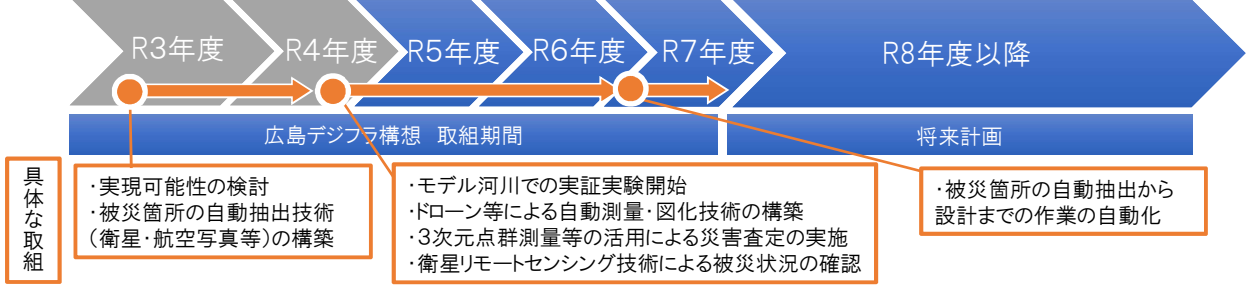 R3年度
R4年度
R5年度
R6年度
R7年度
R8年度以降
広島デジフラ構想 取組期間
将来計画
具体な取組
・実現可能性の検討
・被災箇所の自動抽出技術
（衛星・航空写真等）の構築
・モデル河川での実証実験開始
・ドローン等による自動測量・図化技術の構築
・３次元点群測量等の活用による災害査定の実施
・衛星リモートセンシング技術による被災状況の確認
・被災箇所の自動抽出から
設計までの作業の自動化